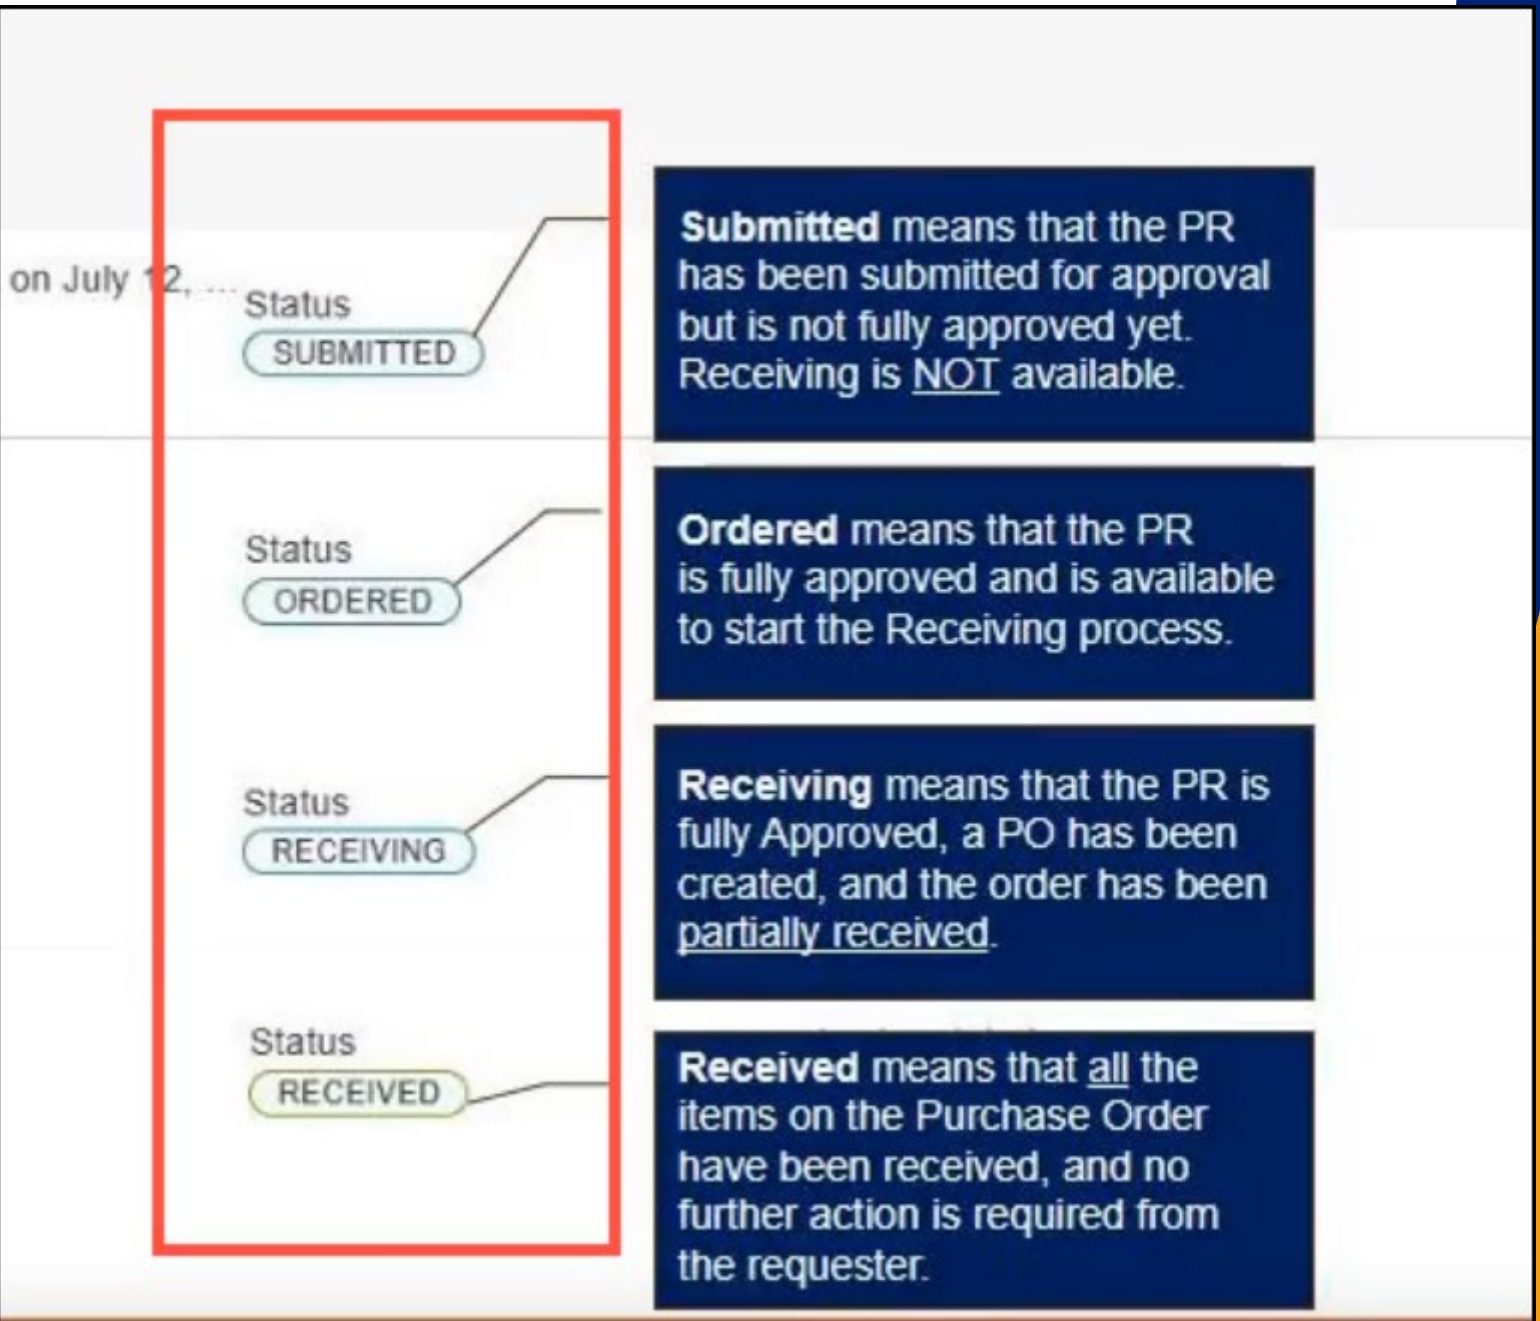 on July 12, ...
Status
SUBMITTED
Submitted means that the PR
has been submitted for approval
but is not fully approved yet.
Receiving is NOT available.
Status
ORDERED
Ordered means that the PR
is fully approved and is available
to start the Receiving process.
Status
RECEIVING
Receiving means that the PR is
fully Approved, a PO has been
created, and the order has been
partially received.
Status
RECEIVED
Received means that all the
items on the Purchase Order
have been received, and no
further action is required from
the requester.